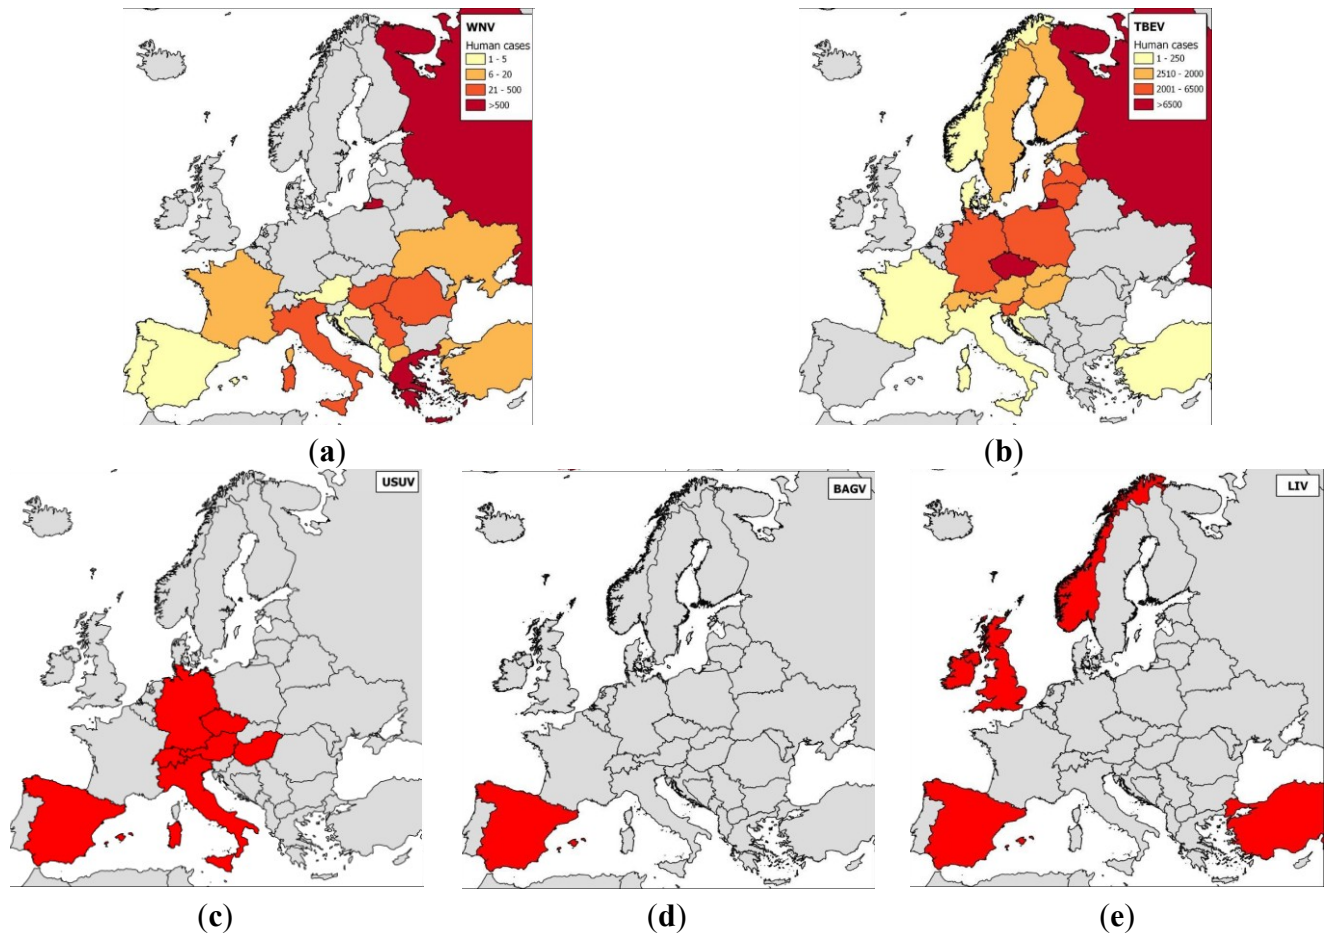 WNV
Human cases
1 - 5
6 - 20
21 - 500
>500
TBEV
Human cases
1 - 250
2510 - 2000
2001 - 6500
>6500
(a)
(b)
USUV
BAGV
LIV
(c)
(d)
(e)